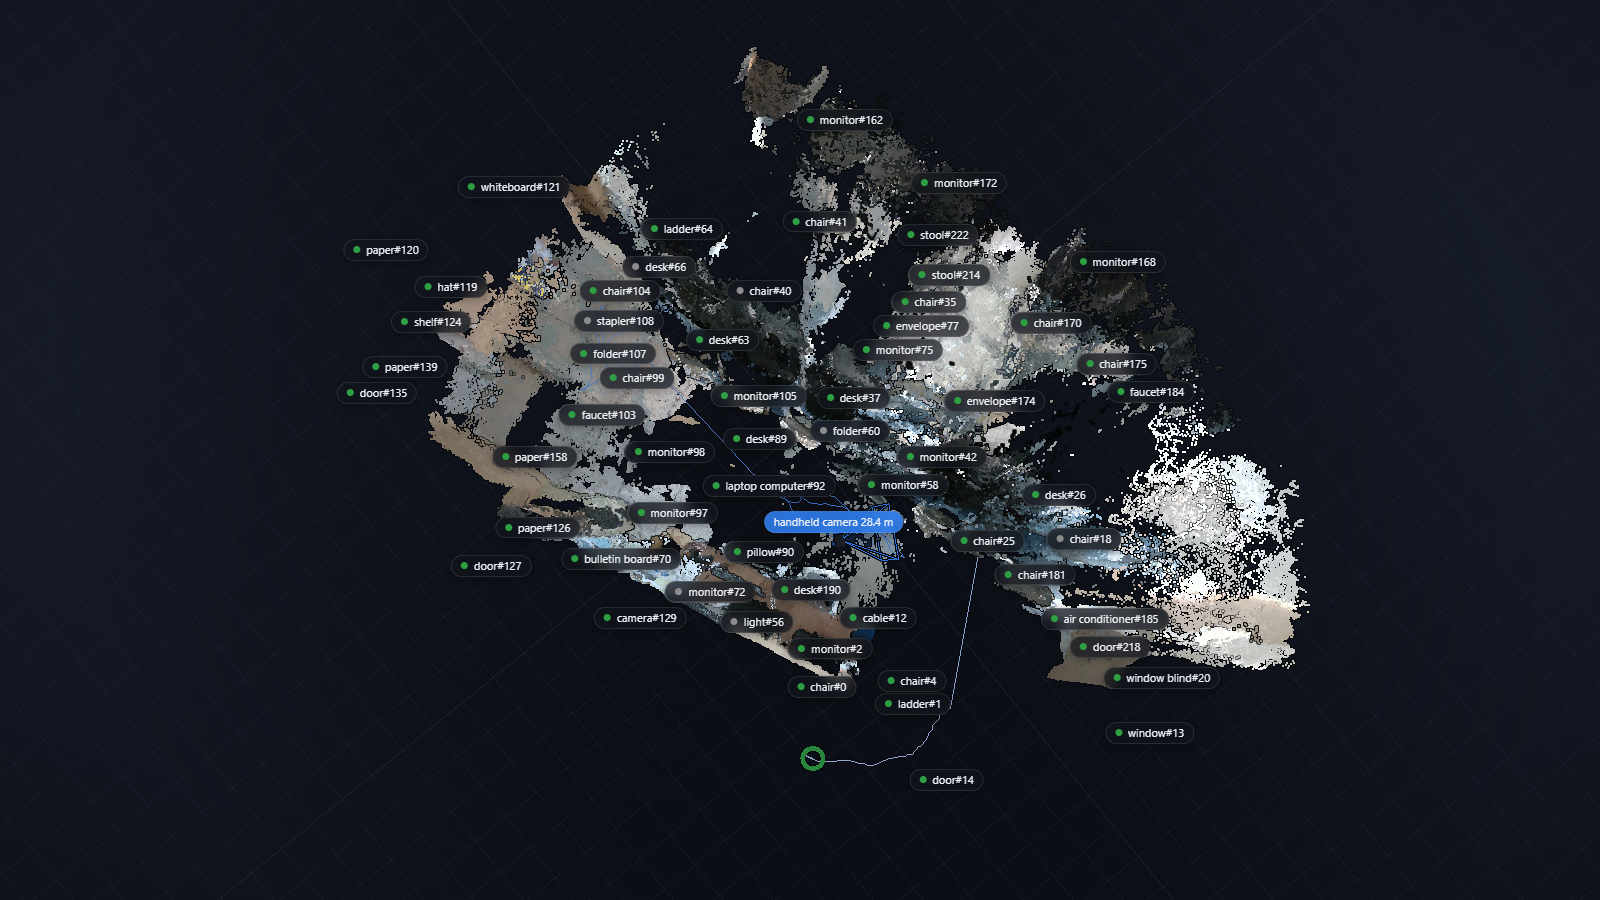 monitor#162
monitor#172
whiteboard#121
chair#41
ladder#64
stool#222
paper#120
monitor#168
desk#66
stool#214
hat#119
chair#104
chair#40
chair#35
shelf#124
stapler#108
envelope#77
chair#170
desk#63
folder#107
monitor#75
chair#175
paper#139
chair#99
door#135
monitor#105
desk#37
envelope#174
faucet#184
faucet#103
folder#60
desk#89
monitor#98
paper#158
monitor#42
laptop computer#92
monitor#58
desk#26
monitor#97
handheld camera 28.4 m
paper#126
chair#25
chair#18
pillow#90
bulletin board#70
door#127
chair#181
monitor#72
desk#190
camera#129
light#56
cable#12
air conditioner#185
monitor#2
door#218
chair#0
chair#4
window blind#20
ladder#1
window#13
door#14